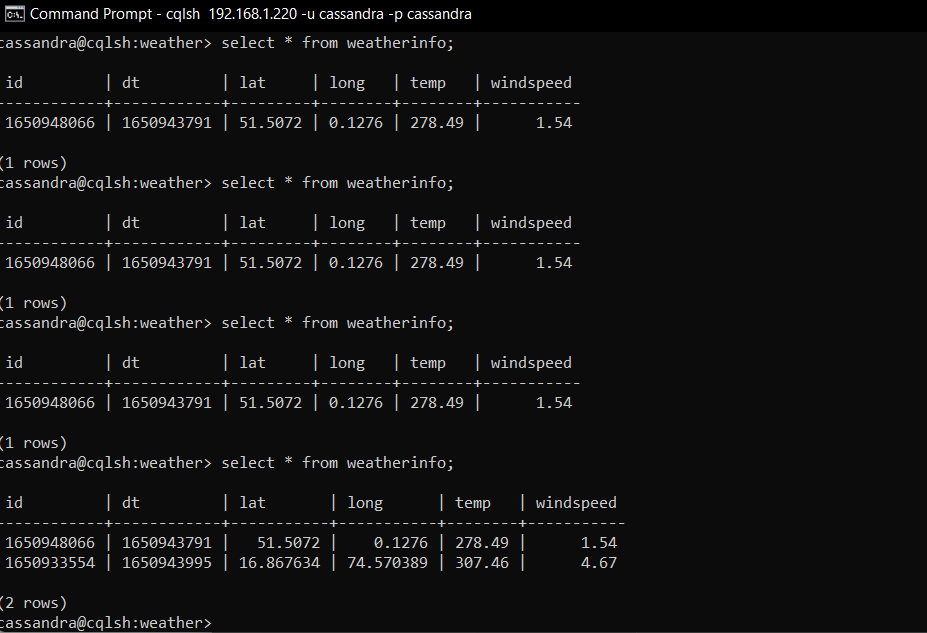 Command Prompt - cqlsh 192.168.1.220 -u cassandra -p cassandra
cassandra@cqlsh:weather> select * from weatherinfo;
id | dt | lat | long | temp | windspeed
------------+------------+---------+--------+--------+-----------
1650948066 | 1650943791 | 51.5072 | 0.1276 | 278.49 | 1.54
(1 rows)
cassandra@cqlsh:weather> select * from weatherinfo;
id | dt | lat | long | temp | windspeed
------------+------------+---------+--------+--------+-----------
1650948066 | 1650943791 | 51.5072 | 0.1276 | 278.49 | 1.54
(1 rows)
cassandra@cqlsh:weather> select * from weatherinfo;
id | dt | lat | long | temp | windspeed
------------+------------+---------+--------+--------+-----------
1650948066 | 1650943791 | 51.5072 | 0.1276 | 278.49 | 1.54
(1 rows)
cassandra@cqlsh:weather> select * from weatherinfo;
id | dt | lat | long | temp | windspeed
------------+------------+-----------+-----------+--------+-----------
1650948066 | 1650943791 | 51.5072 | 0.1276 | 278.49 | 1.54
1650933554 | 1650943995 | 16.867634 | 74.570389 | 307.46 | 4.67
(2 rows)
cassandra@cqlsh:weather>